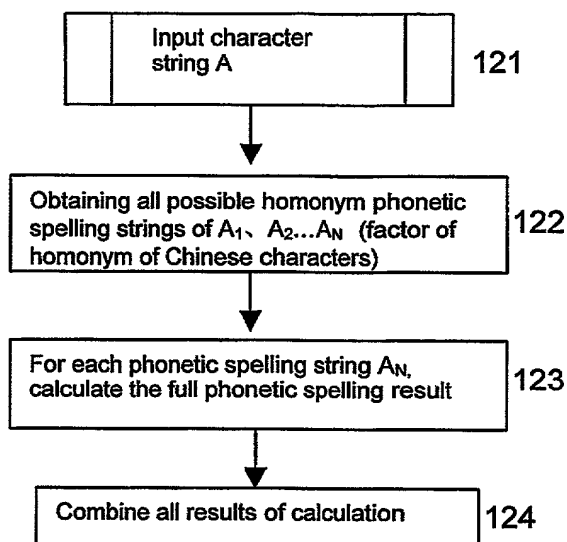 Input character
string A
121
Obtaining all possible homonym phonetic
spelling strings of A₁、A₂...A_N (factor of
homonym of Chinese characters)
122
For each phonetic spelling string A_N,
calculate the full phonetic spelling result
123
Combine all results of calculation
124